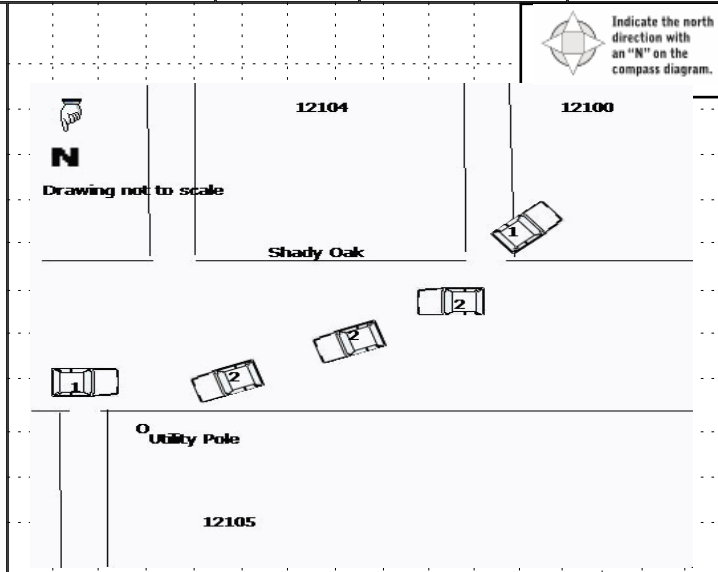 Indicate the north
direction with
an “N” on the
compass diagram.
12104
12100
N
Drawing not to scale
1
Shady Oak
2
2
2
1
O
Utility Pole
12105